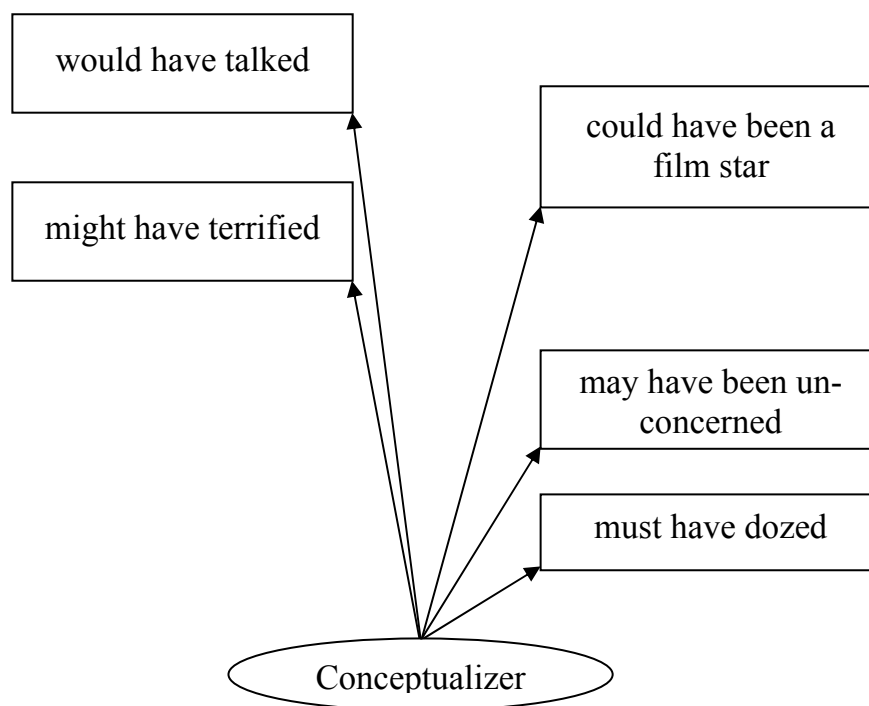 would have talked
might have terrified
could have been a
film star
may have been un-
concerned
must have dozed
Conceptualizer